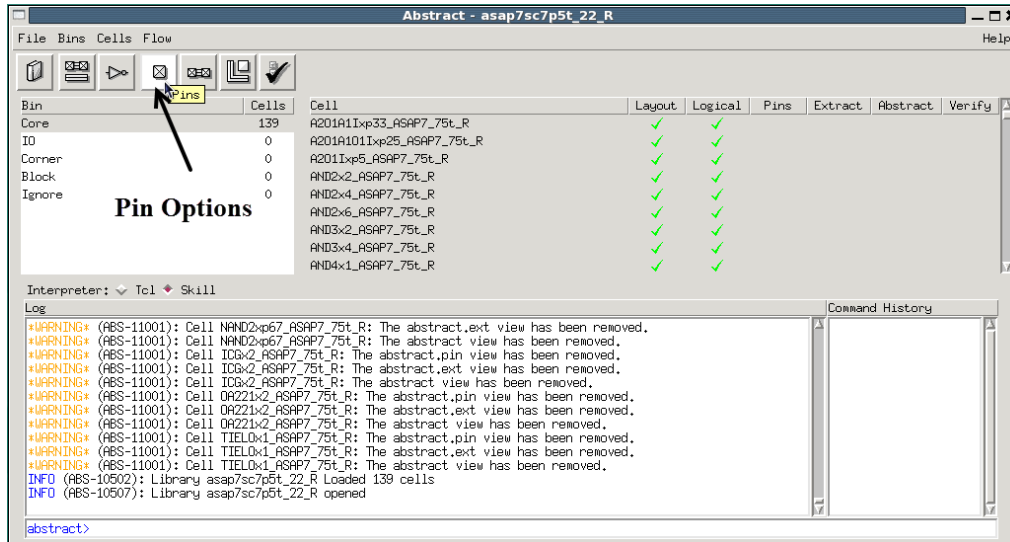 Abstract - asap7sc7p5t_22_R
File Bins Cells Flow Help
Pins
Bin Cells
Core 139
IO 0
Corner 0
Block 0
Ignore 0
Pin Options
Cell Layout Logical Pins Extract Abstract Verify
A2O1A1Ixp33_ASAP7_75t_R
A2O1A1O1Ixp25_ASAP7_75t_R
A2O1Ixp5_ASAP7_75t_R
AND2x2_ASAP7_75t_R
AND2x4_ASAP7_75t_R
AND2x6_ASAP7_75t_R
AND3x2_ASAP7_75t_R
AND3x4_ASAP7_75t_R
AND4x1_ASAP7_75t_R
Interpreter: Tcl Skill
Log
*WARNING* (ABS-11001): Cell NAND2xp67_ASAP7_75t_R: The abstract.ext view has been removed.
*WARNING* (ABS-11001): Cell NAND2xp67_ASAP7_75t_R: The abstract view has been removed.
*WARNING* (ABS-11001): Cell ICGx2_ASAP7_75t_R: The abstract.pin view has been removed.
*WARNING* (ABS-11001): Cell ICGx2_ASAP7_75t_R: The abstract.ext view has been removed.
*WARNING* (ABS-11001): Cell ICGx2_ASAP7_75t_R: The abstract view has been removed.
*WARNING* (ABS-11001): Cell OA221x2_ASAP7_75t_R: The abstract.pin view has been removed.
*WARNING* (ABS-11001): Cell OA221x2_ASAP7_75t_R: The abstract.ext view has been removed.
*WARNING* (ABS-11001): Cell OA221x2_ASAP7_75t_R: The abstract view has been removed.
*WARNING* (ABS-11001): Cell TIELOx1_ASAP7_75t_R: The abstract.pin view has been removed.
*WARNING* (ABS-11001): Cell TIELOx1_ASAP7_75t_R: The abstract.ext view has been removed.
*WARNING* (ABS-11001): Cell TIELOx1_ASAP7_75t_R: The abstract view has been removed.
INFO (ABS-10502): Library asap7sc7p5t_22_R Loaded 139 cells
INFO (ABS-10507): Library asap7sc7p5t_22_R opened
Command History
abstract>